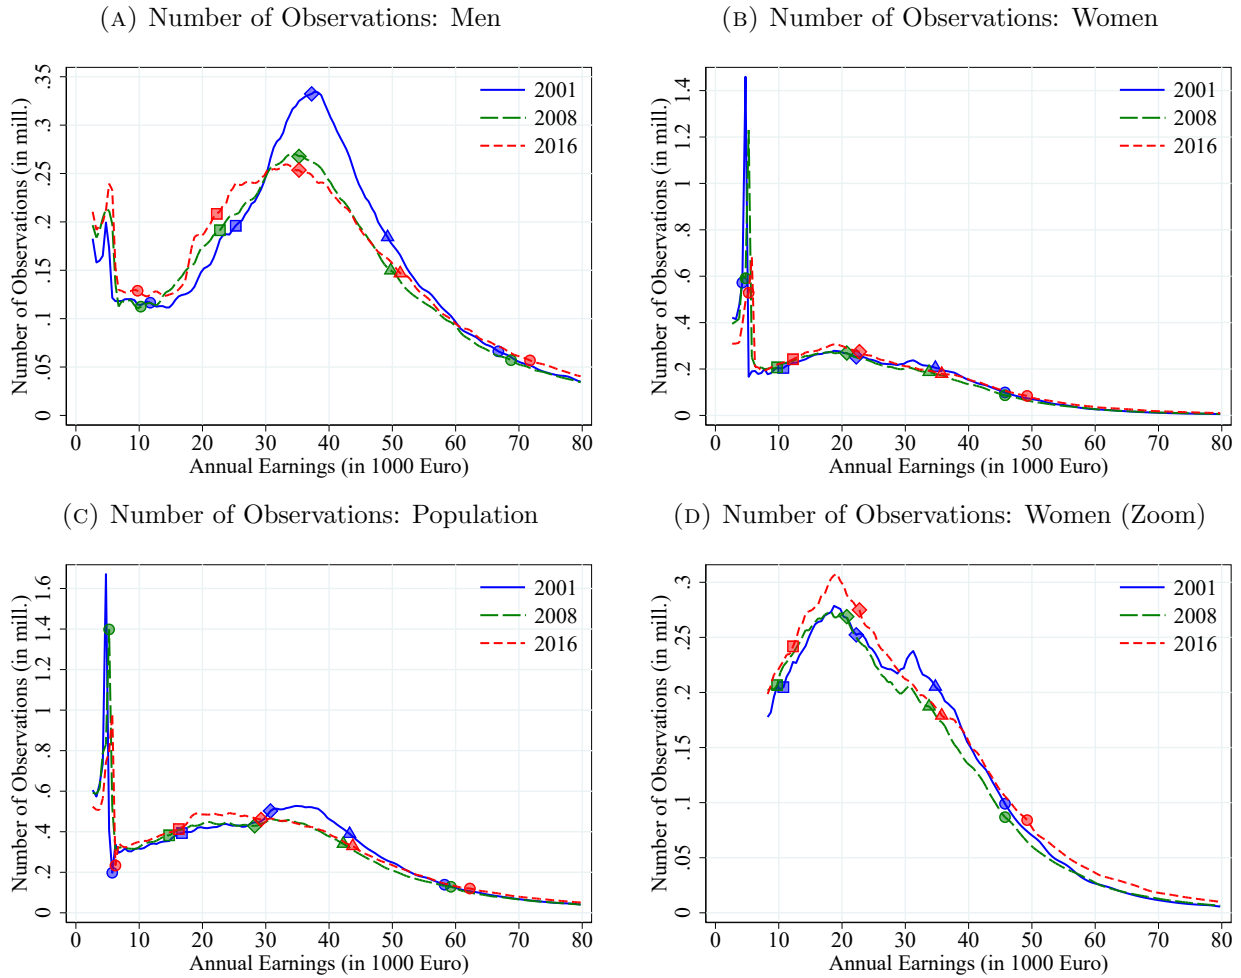 (A) Number of Observations: Men
Number of Observations (in mill.)
0 .05 .1 .15 .2 .25 .3 .35
2001
2008
2016
0 10 20 30 40 50 60 70 80
Annual Earnings (in 1000 Euro)
(B) Number of Observations: Women
Number of Observations (in mill.)
0 .2 .4 .6 .8 1 1.2 1.4
2001
2008
2016
0 10 20 30 40 50 60 70 80
Annual Earnings (in 1000 Euro)
(C) Number of Observations: Population
Number of Observations (in mill.)
0 .2 .4 .6 .8 1 1.2 1.4 1.6
2001
2008
2016
0 10 20 30 40 50 60 70 80
Annual Earnings (in 1000 Euro)
(D) Number of Observations: Women (Zoom)
Number of Observations (in mill.)
0 .05 .1 .15 .2 .25 .3
2001
2008
2016
0 10 20 30 40 50 60 70 80
Annual Earnings (in 1000 Euro)